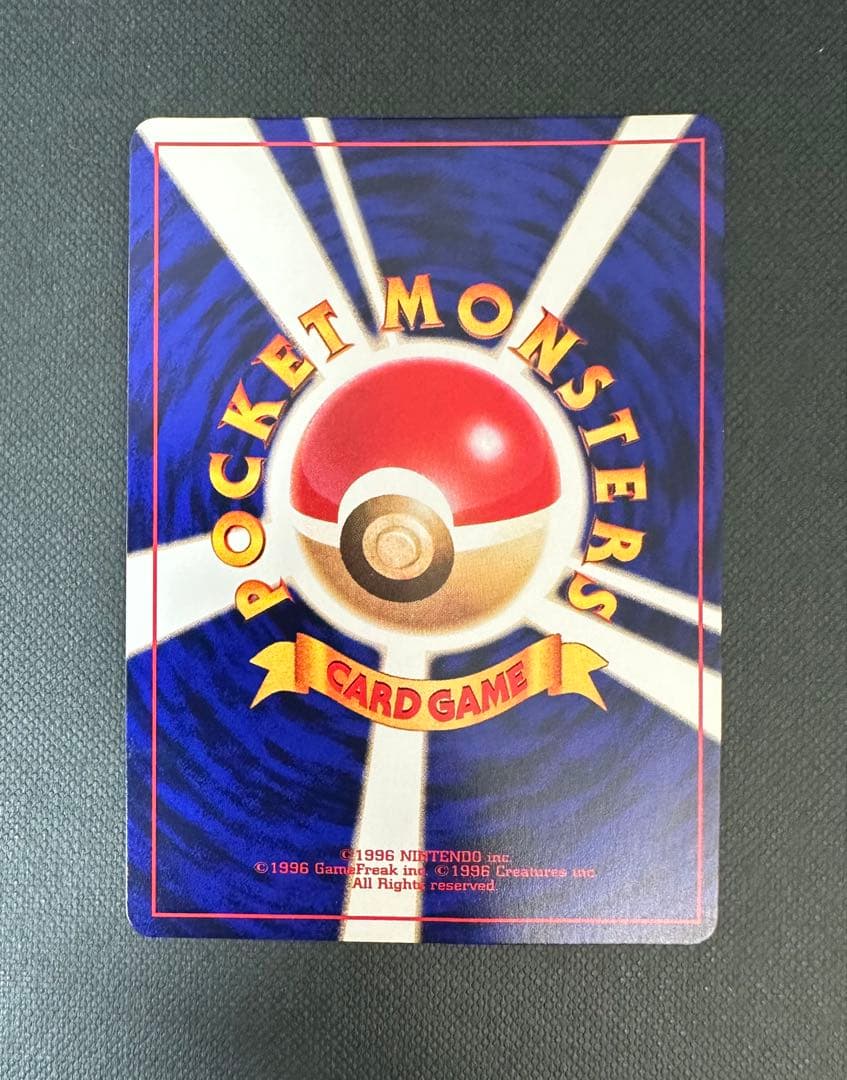 POCKET MONSTERS
CARD GAME
©1996 NINTENDO inc.
©1996 GameFreak inc. ©1996 Creatures inc.
All Rights reserved.